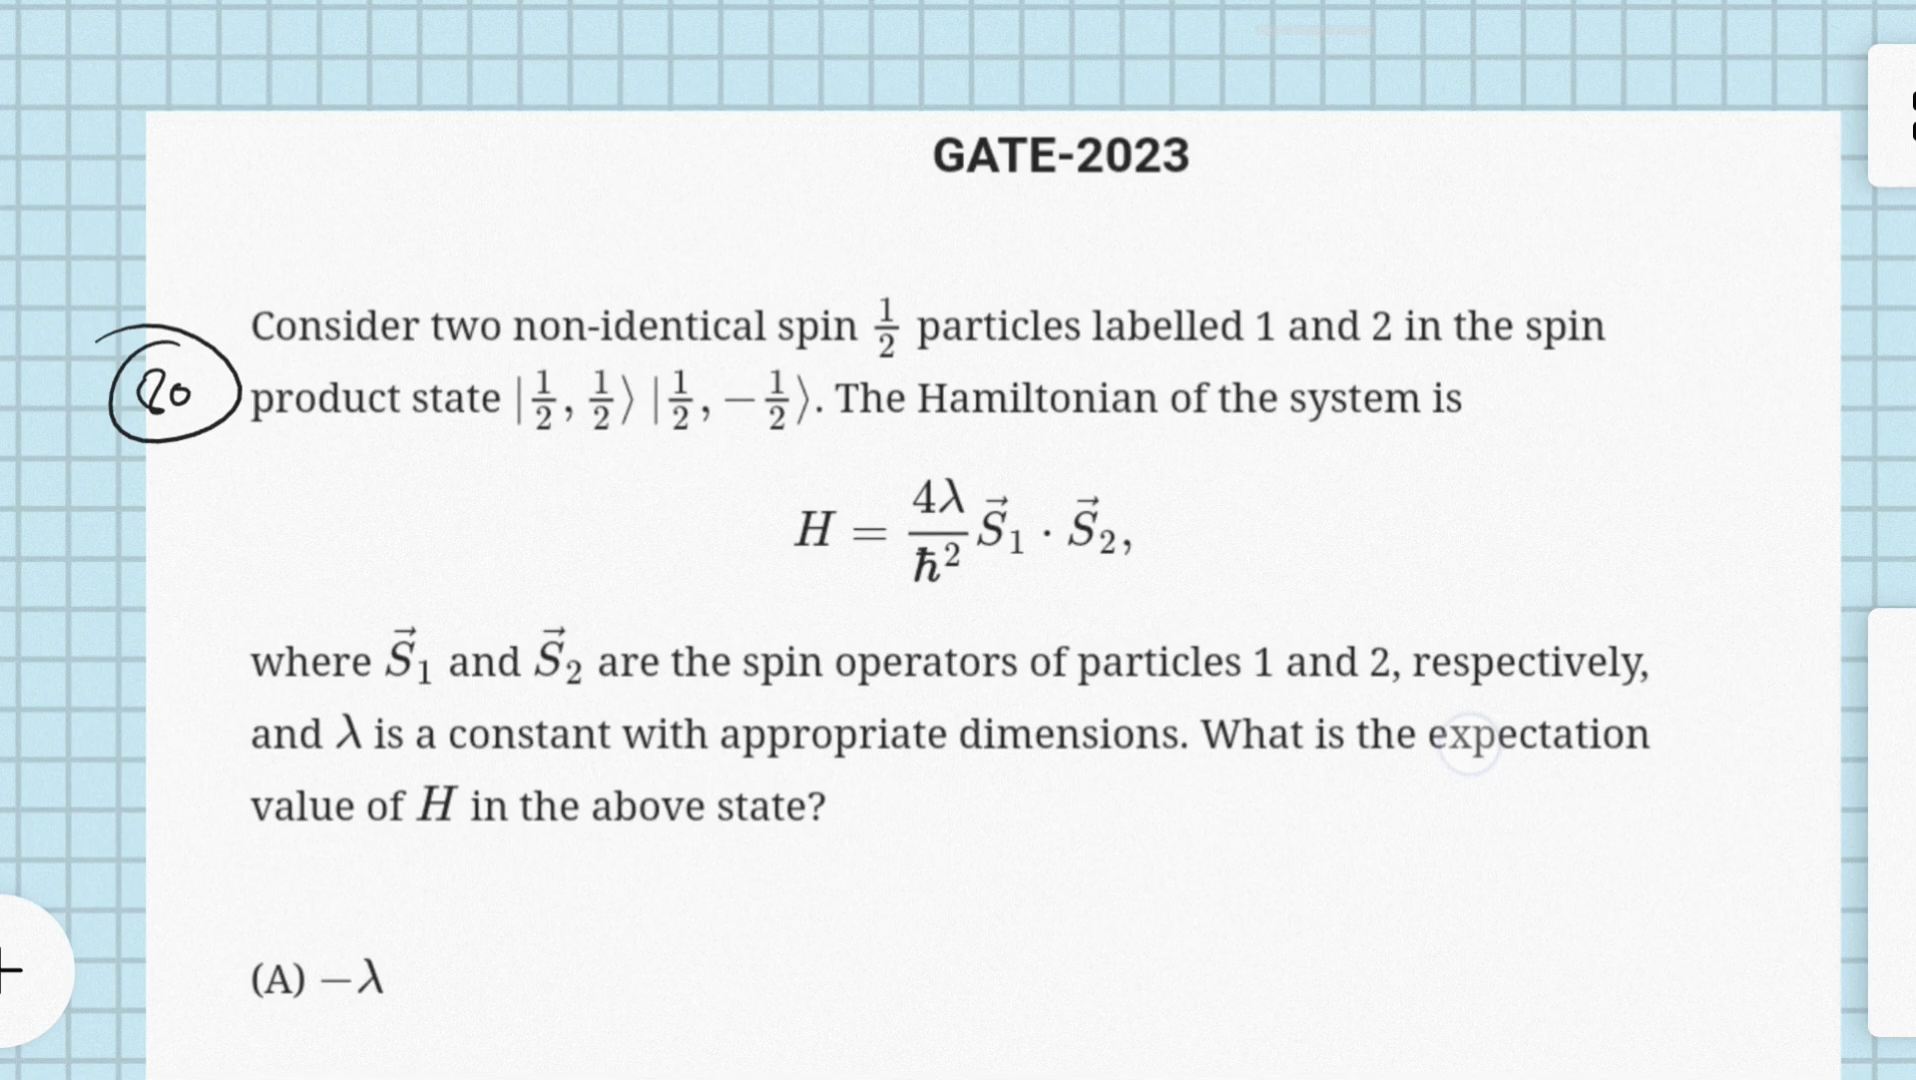 GATE-2023
Consider two non-identical spin 1/2 particles labelled 1 and 2 in the spin
20
product state |1/2, 1/2⟩ |1/2, −1/2⟩. The Hamiltonian of the system is
H = 4λ/ħ² S⃗₁ · S⃗₂,
where S⃗₁ and S⃗₂ are the spin operators of particles 1 and 2, respectively,
and λ is a constant with appropriate dimensions. What is the expectation
value of H in the above state?
(A) −λ